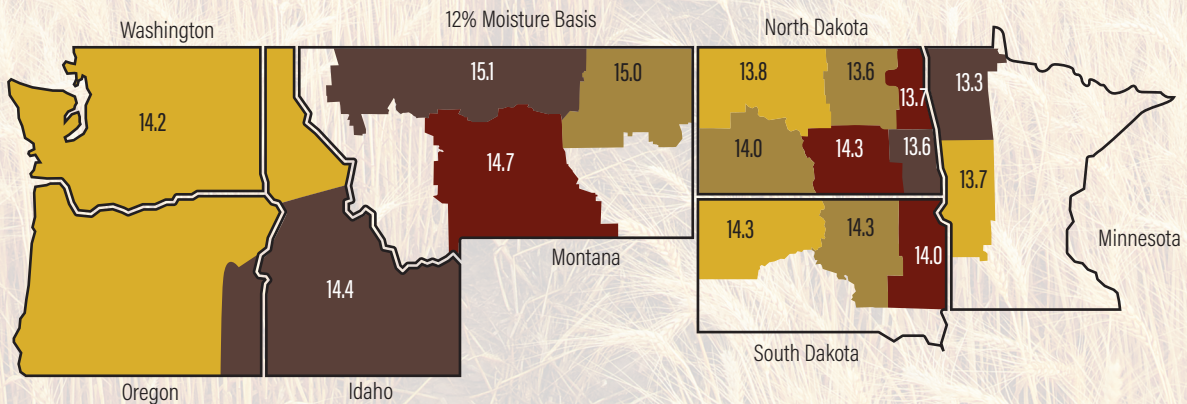 12% Moisture Basis
Washington
North Dakota
15.1
15.0
13.8
13.6
13.7
13.3
14.2
14.7
14.0
14.3
13.6
13.7
14.3
14.3
14.0
Minnesota
Montana
14.4
South Dakota
Oregon
Idaho